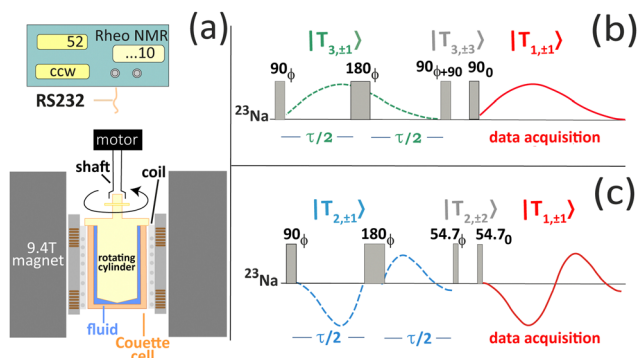 (a)
52
Rheo NMR
...10
ccw
RS232
motor
shaft
coil
9.4T
magnet
rotating
cylinder
fluid
Couette
cell
(b)
|T3,±1⟩
|T3,±3⟩
|T1,±1⟩
90ϕ
180ϕ
90ϕ+90
900
23Na
τ/2
τ/2
data acquisition
(c)
|T2,±1⟩
|T2,±2⟩
|T1,±1⟩
90ϕ
180ϕ
54.7ϕ
54.70
23Na
τ/2
τ/2
data acquisition